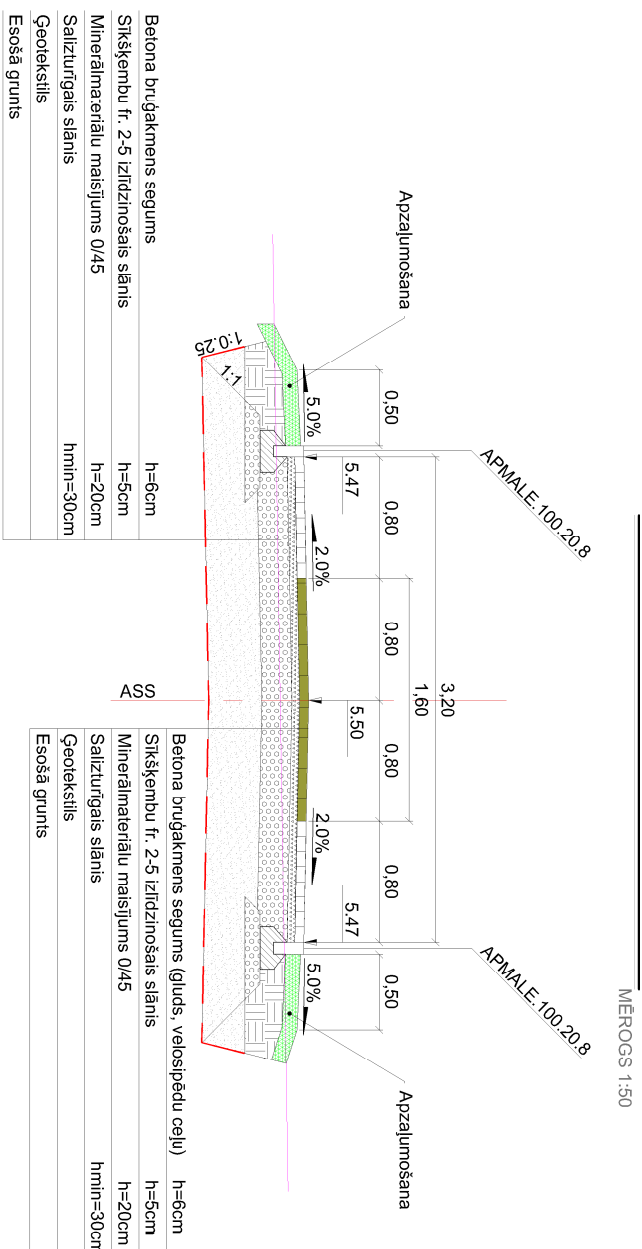 MĒROGS 1:50
APMALE.100.20.8
APMALE.100.20.8
3,20
1,60
0,50
0,80
0,80
0,80
0,80
0,50
Apzaļumošana
Apzaļumošana
5.0%
5.47
2.0%
5.50
2.0%
5.47
5.0%
1:0.25
1:1
ASS
Betona bruģakmens segums h=6cm
Sīkšķembu fr. 2-5 izlīdzinošais slānis h=5cm
Minerālmateriālu maisījums 0/45 h=20cm
Salizturīgais slānis hmin=30cm
Ģeotekstils
Esošā grunts
Betona bruģakmens segums (gluds, velosipēdu ceļu) h=6cm
Sīkšķembu fr. 2-5 izlīdzinošais slānis h=5cm
Minerālmateriālu maisījums 0/45 h=20cm
Salizturīgais slānis hmin=30cm
Ģeotekstils
Esošā grunts